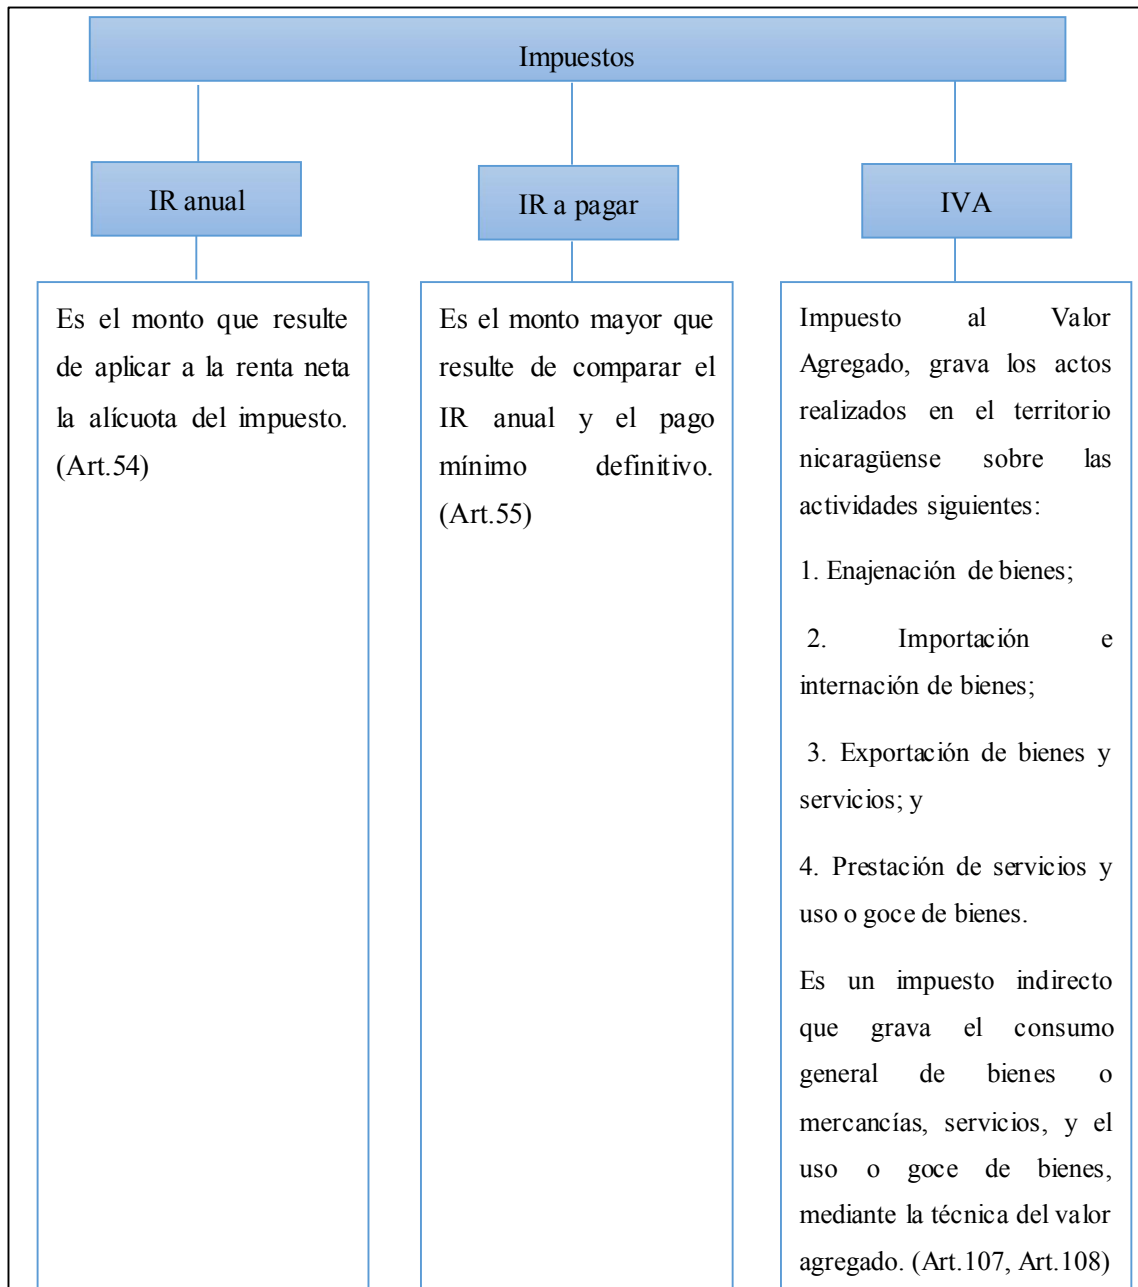 Impuestos
IR anual
IR a pagar
IVA
Es el monto que resulte
de aplicar a la renta neta
la alícuota del impuesto.
(Art.54)
Es el monto mayor que
resulte de comparar el
IR anual y el pago
mínimo definitivo.
(Art.55)
Impuesto al Valor
Agregado, grava los actos
realizados en el territorio
nicaragüense sobre las
actividades siguientes:
1. Enajenación de bienes;
2. Importación e
internación de bienes;
3. Exportación de bienes y
servicios; y
4. Prestación de servicios y
uso o goce de bienes.
Es un impuesto indirecto
que grava el consumo
general de bienes o
mercancías, servicios, y el
uso o goce de bienes,
mediante la técnica del valor
agregado. (Art.107, Art.108)